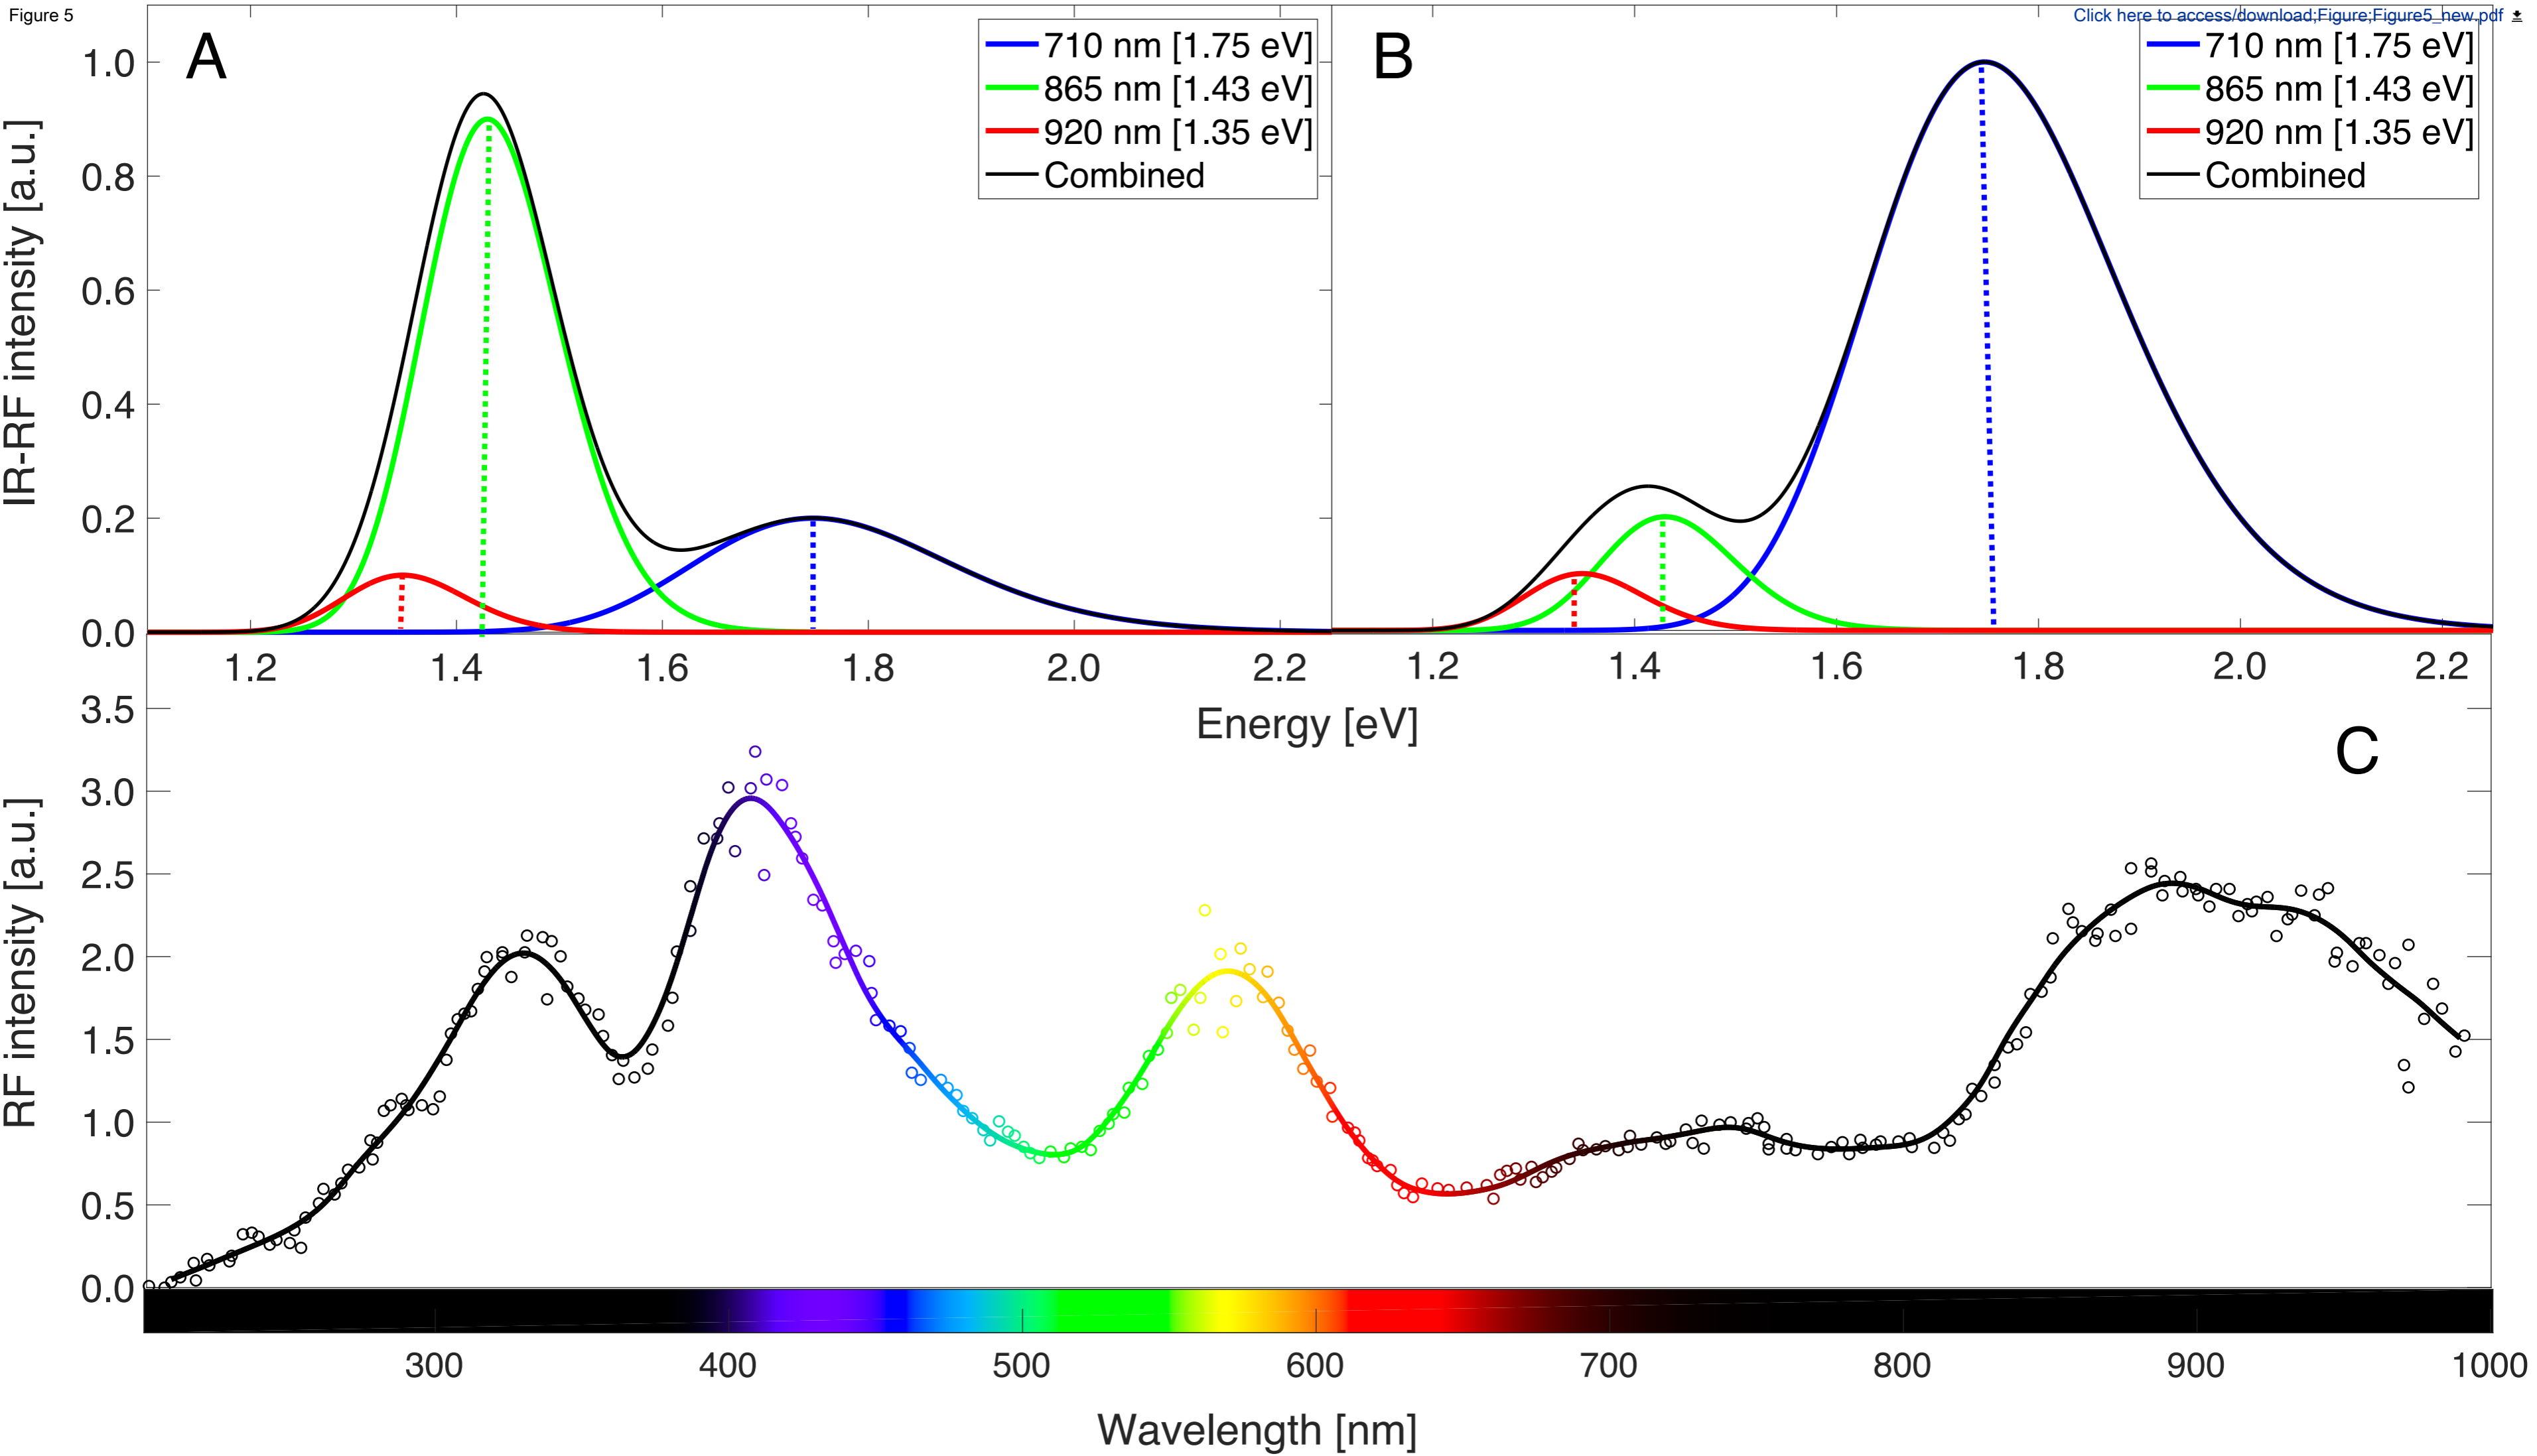 Figure 5
Click here to access/download;Figure;Figure5_new.pdf
A
710 nm [1.75 eV]
865 nm [1.43 eV]
920 nm [1.35 eV]
Combined
B
710 nm [1.75 eV]
865 nm [1.43 eV]
920 nm [1.35 eV]
Combined
IR-RF intensity [a.u.]
1.0
0.8
0.6
0.4
0.2
0.0
1.2 1.4 1.6 1.8 2.0 2.2
1.2 1.4 1.6 1.8 2.0 2.2
Energy [eV]
C
RF intensity [a.u.]
3.5
3.0
2.5
2.0
1.5
1.0
0.5
0.0
300 400 500 600 700 800 900 1000
Wavelength [nm]